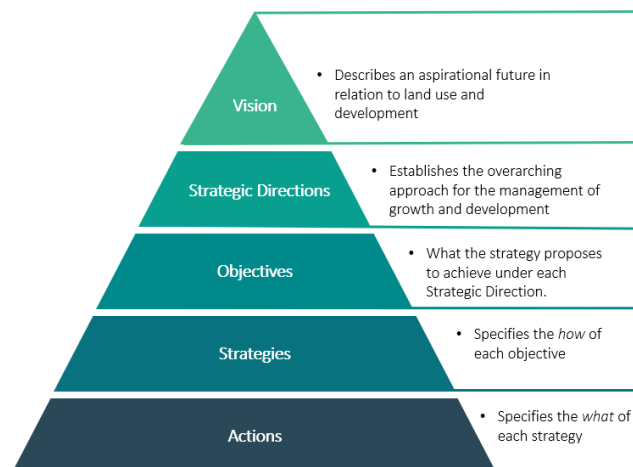 Vision
• Describes an aspirational future in
relation to land use and
development
Strategic Directions
• Establishes the overarching
approach for the management of
growth and development
Objectives
• What the strategy proposes
to achieve under each
Strategic Direction.
Strategies
• Specifies the how of
each objective
Actions
• Specifies the what of
each strategy